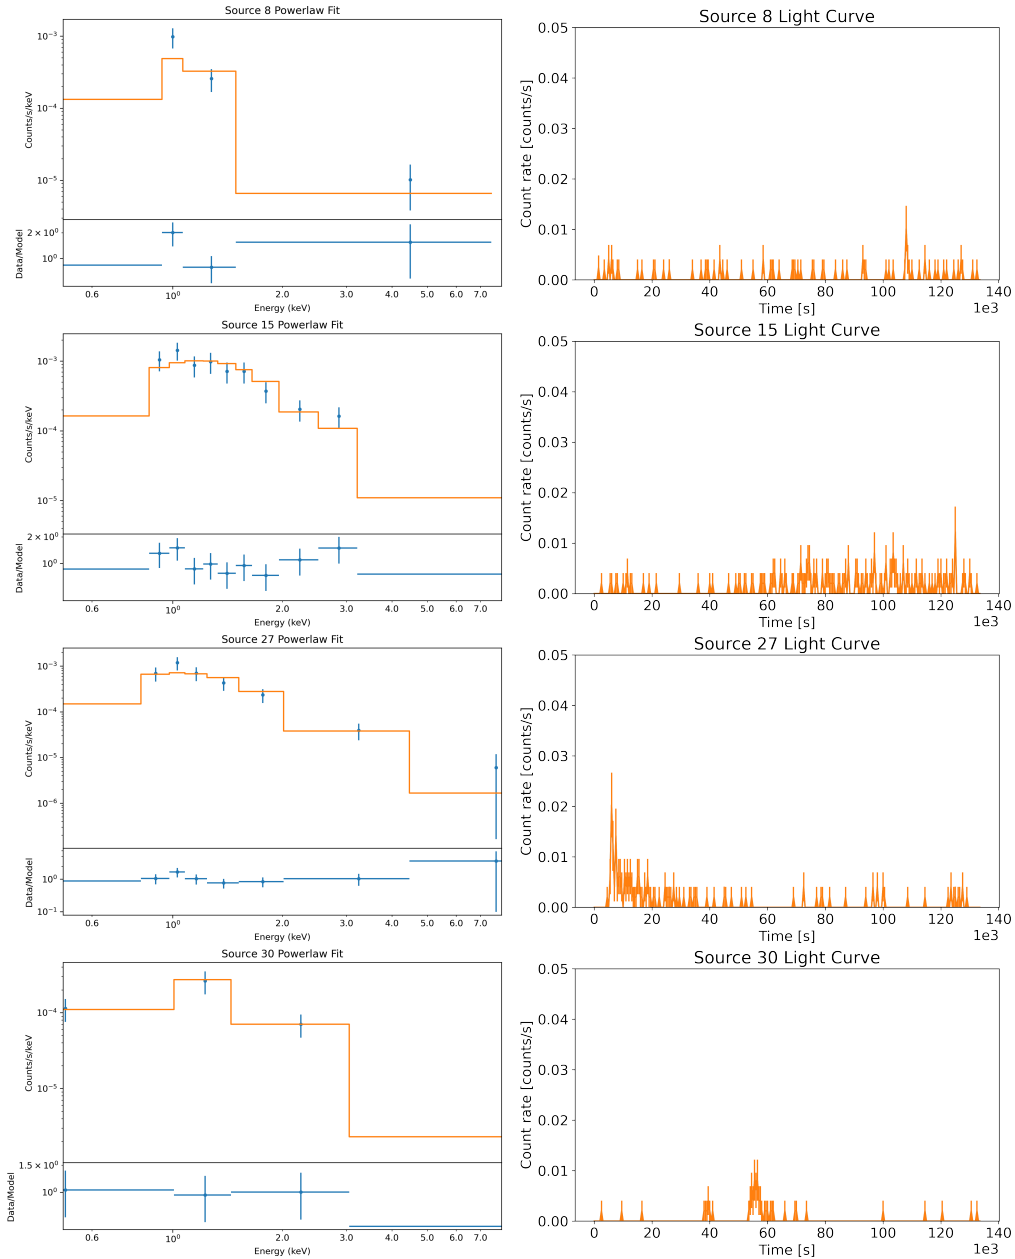 Source 8 Powerlaw Fit
10⁻³
10⁻⁴
10⁻⁵
Counts/s/keV
2 × 10⁰
10⁰
Data/Model
0.6 10⁰ 2.0 3.0 4.0 5.0 6.0 7.0
Energy (keV)
Source 8 Light Curve
0.05
0.04
0.03
0.02
0.01
0.00
Count rate [counts/s]
0 20 40 60 80 100 120 140
Time [s]
1e3
Source 15 Powerlaw Fit
10⁻³
10⁻⁴
10⁻⁵
Counts/s/keV
2 × 10⁰
10⁰
Data/Model
0.6 10⁰ 2.0 3.0 4.0 5.0 6.0 7.0
Energy (keV)
Source 15 Light Curve
0.05
0.04
0.03
0.02
0.01
0.00
Count rate [counts/s]
0 20 40 60 80 100 120 140
Time [s]
1e3
Source 27 Powerlaw Fit
10⁻³
10⁻⁴
10⁻⁵
10⁻⁶
Counts/s/keV
10⁰
10⁻¹
Data/Model
0.6 10⁰ 2.0 3.0 4.0 5.0 6.0 7.0
Energy (keV)
Source 27 Light Curve
0.05
0.04
0.03
0.02
0.01
0.00
Count rate [counts/s]
0 20 40 60 80 100 120 140
Time [s]
1e3
Source 30 Powerlaw Fit
10⁻⁴
10⁻⁵
Counts/s/keV
1.5 × 10⁰
10⁰
Data/Model
0.6 10⁰ 2.0 3.0 4.0 5.0 6.0 7.0
Energy (keV)
Source 30 Light Curve
0.05
0.04
0.03
0.02
0.01
0.00
Count rate [counts/s]
0 20 40 60 80 100 120 140
Time [s]
1e3